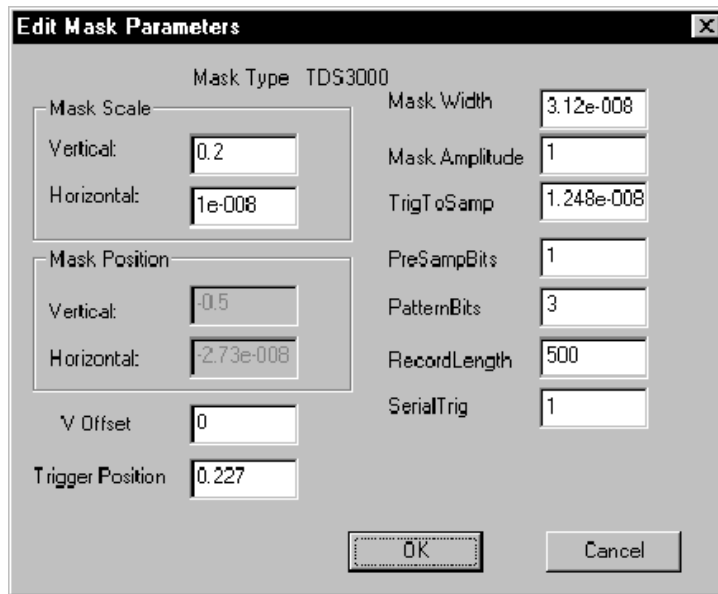 Edit Mask Parameters
Mask Type TDS3000
Mask Scale
Vertical: 0.2
Horizontal: 1e-008
Mask Position
Vertical: -0.5
Horizontal: -2.73e-008
V Offset 0
Trigger Position 0.227
Mask Width 3.12e-008
Mask Amplitude 1
TrigToSamp 1.248e-008
PreSampBits 1
PatternBits 3
RecordLength 500
SerialTrig 1
OK Cancel